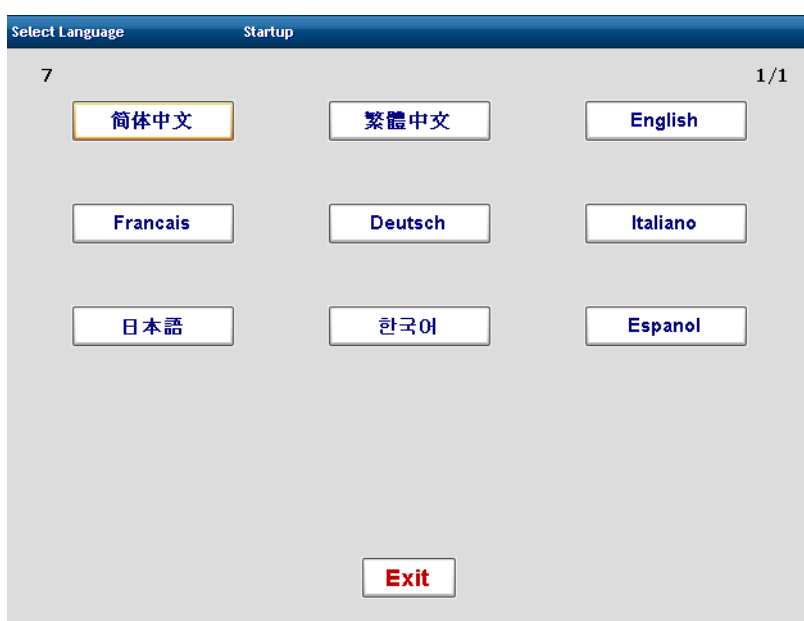 Select Language Startup
7 1/1
简体中文 繁體中文 English
Francais Deutsch Italiano
日本語 한국어 Espanol
Exit